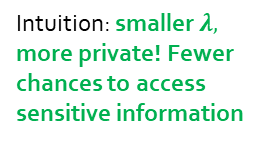 Intuition: smaller λ,
more private! Fewer
chances to access
sensitive information